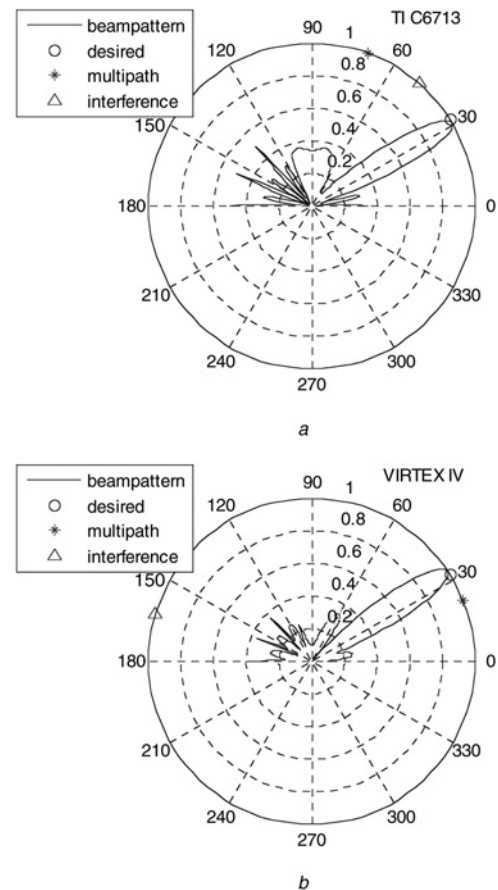 TI C6713
beampattern
desired
multipath
interference
90
1
60
120
0.8
0.6
0.4
0.2
30
150
180
0
210
330
240
300
270
a
VIRTEX IV
beampattern
desired
multipath
interference
90
1
60
120
0.8
0.6
0.4
0.2
30
150
180
0
210
330
240
300
270
b